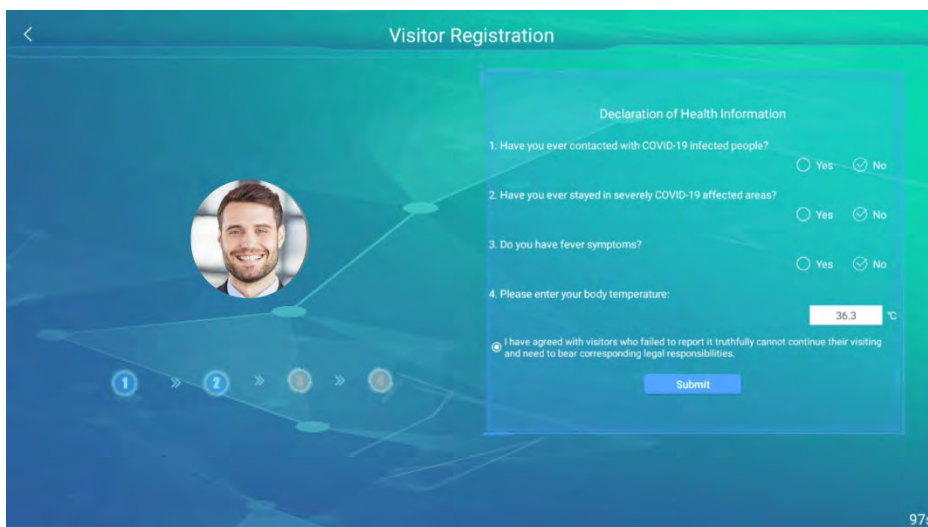 Visitor Registration
Declaration of Health Information
1. Have you ever contacted with COVID-19 infected people?
Yes No
2. Have you ever stayed in severely COVID-19 affected areas?
Yes No
3. Do you have fever symptoms?
Yes No
4. Please enter your body temperature:
36.3 ℃
I have agreed with visitors who failed to report it truthfully cannot continue their visiting
and need to bear corresponding legal responsibilities.
Submit
1 » 2 » 3 » 4
97s